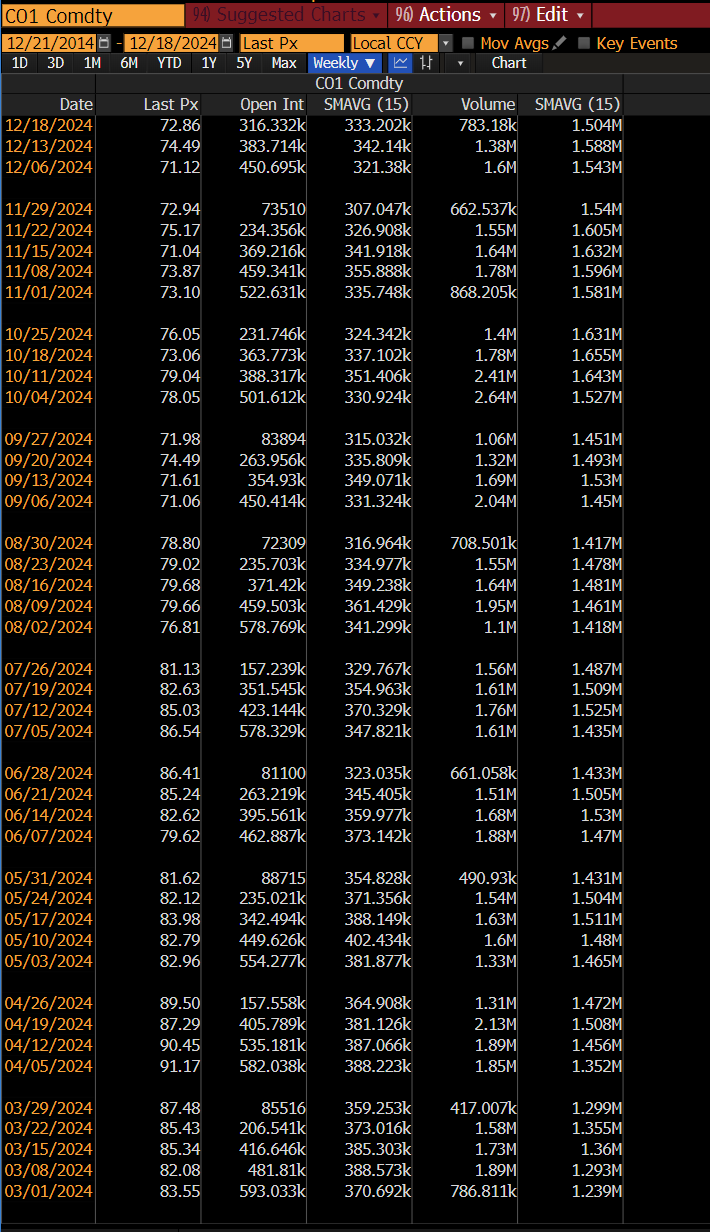 CO1 Comdty 94) Suggested Charts 96) Actions 97) Edit
12/21/2014 - 12/18/2024 Last Px Local CCY Mov Avgs Key Events
1D 3D 1M 6M YTD 1Y 5Y Max Weekly ▼ Chart
CO1 Comdty
Date Last Px Open Int SMAVG (15) Volume SMAVG (15)
12/18/2024 72.86 316.332k 333.202k 783.18k 1.504M
12/13/2024 74.49 383.714k 342.14k 1.38M 1.588M
12/06/2024 71.12 450.695k 321.38k 1.6M 1.543M
11/29/2024 72.94 73510 307.047k 662.537k 1.54M
11/22/2024 75.17 234.356k 326.908k 1.55M 1.605M
11/15/2024 71.04 369.216k 341.918k 1.64M 1.632M
11/08/2024 73.87 459.341k 355.888k 1.78M 1.596M
11/01/2024 73.10 522.631k 335.748k 868.205k 1.581M
10/25/2024 76.05 231.746k 324.342k 1.4M 1.631M
10/18/2024 73.06 363.773k 337.102k 1.78M 1.655M
10/11/2024 79.04 388.317k 351.406k 2.41M 1.643M
10/04/2024 78.05 501.612k 330.924k 2.64M 1.527M
09/27/2024 71.98 83894 315.032k 1.06M 1.451M
09/20/2024 74.49 263.956k 335.809k 1.32M 1.493M
09/13/2024 71.61 354.93k 349.071k 1.69M 1.53M
09/06/2024 71.06 450.414k 331.324k 2.04M 1.45M
08/30/2024 78.80 72309 316.964k 708.501k 1.417M
08/23/2024 79.02 235.703k 334.977k 1.55M 1.478M
08/16/2024 79.68 371.42k 349.238k 1.64M 1.481M
08/09/2024 79.66 459.503k 361.429k 1.95M 1.461M
08/02/2024 76.81 578.769k 341.299k 1.1M 1.418M
07/26/2024 81.13 157.239k 329.767k 1.56M 1.487M
07/19/2024 82.63 351.545k 354.963k 1.61M 1.509M
07/12/2024 85.03 423.144k 370.329k 1.76M 1.525M
07/05/2024 86.54 578.329k 347.821k 1.61M 1.435M
06/28/2024 86.41 81100 323.035k 661.058k 1.433M
06/21/2024 85.24 263.219k 345.405k 1.51M 1.505M
06/14/2024 82.62 395.561k 359.977k 1.68M 1.53M
06/07/2024 79.62 462.887k 373.142k 1.88M 1.47M
05/31/2024 81.62 88715 354.828k 490.93k 1.431M
05/24/2024 82.12 235.021k 371.356k 1.54M 1.504M
05/17/2024 83.98 342.494k 388.149k 1.63M 1.511M
05/10/2024 82.79 449.626k 402.434k 1.6M 1.48M
05/03/2024 82.96 554.277k 381.877k 1.33M 1.465M
04/26/2024 89.50 157.558k 364.908k 1.31M 1.472M
04/19/2024 87.29 405.789k 381.126k 2.13M 1.508M
04/12/2024 90.45 535.181k 387.066k 1.89M 1.456M
04/05/2024 91.17 582.038k 388.223k 1.85M 1.352M
03/29/2024 87.48 85516 359.253k 417.007k 1.299M
03/22/2024 85.43 206.541k 373.016k 1.58M 1.355M
03/15/2024 85.34 416.646k 385.303k 1.73M 1.36M
03/08/2024 82.08 481.81k 388.573k 1.89M 1.293M
03/01/2024 83.55 593.033k 370.692k 786.811k 1.239M